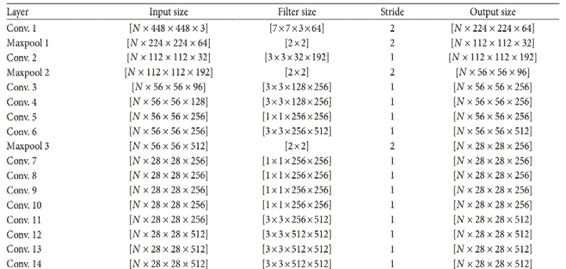 Layer Input size Filter size Stride Output size
Conv. 1 [N × 448 × 448 × 3] [7×7×3×64] 2 [N × 224 × 224 × 64]
Maxpool 1 [N × 224 × 224 × 64] [2×2] 2 [N × 112 × 112 × 32]
Conv. 2 [N × 112 × 112 × 32] [3×3×32×192] 1 [N × 112 × 112 × 192]
Maxpool 2 [N × 112 × 112 × 192] [2×2] 2 [N × 56 × 56 × 96]
Conv. 3 [N × 56 × 56 × 96] [3×3×128×256] 1 [N × 56 × 56 × 256]
Conv. 4 [N × 56 × 56 × 128] [3×3×128×256] 1 [N × 56 × 56 × 256]
Conv. 5 [N × 56 × 56 × 256] [1×1×256×256] 1 [N × 56 × 56 × 256]
Conv. 6 [N × 56 × 56 × 256] [3×3×256×512] 1 [N × 56 × 56 × 512]
Maxpool 3 [N × 56 × 56 × 512] [2×2] 2 [N × 28 × 28 × 256]
Conv. 7 [N × 28 × 28 × 256] [1×1×256×256] 1 [N × 28 × 28 × 256]
Conv. 8 [N × 28 × 28 × 256] [1×1×256×256] 1 [N × 28 × 28 × 256]
Conv. 9 [N × 28 × 28 × 256] [1×1×256×256] 1 [N × 28 × 28 × 256]
Conv. 10 [N × 28 × 28 × 256] [1×1×256×256] 1 [N × 28 × 28 × 256]
Conv. 11 [N × 28 × 28 × 256] [3×3×256×512] 1 [N × 28 × 28 × 512]
Conv. 12 [N × 28 × 28 × 512] [3×3×512×512] 1 [N × 28 × 28 × 512]
Conv. 13 [N × 28 × 28 × 512] [3×3×512×512] 1 [N × 28 × 28 × 512]
Conv. 14 [N × 28 × 28 × 512] [3×3×512×512] 1 [N × 28 × 28 × 512]